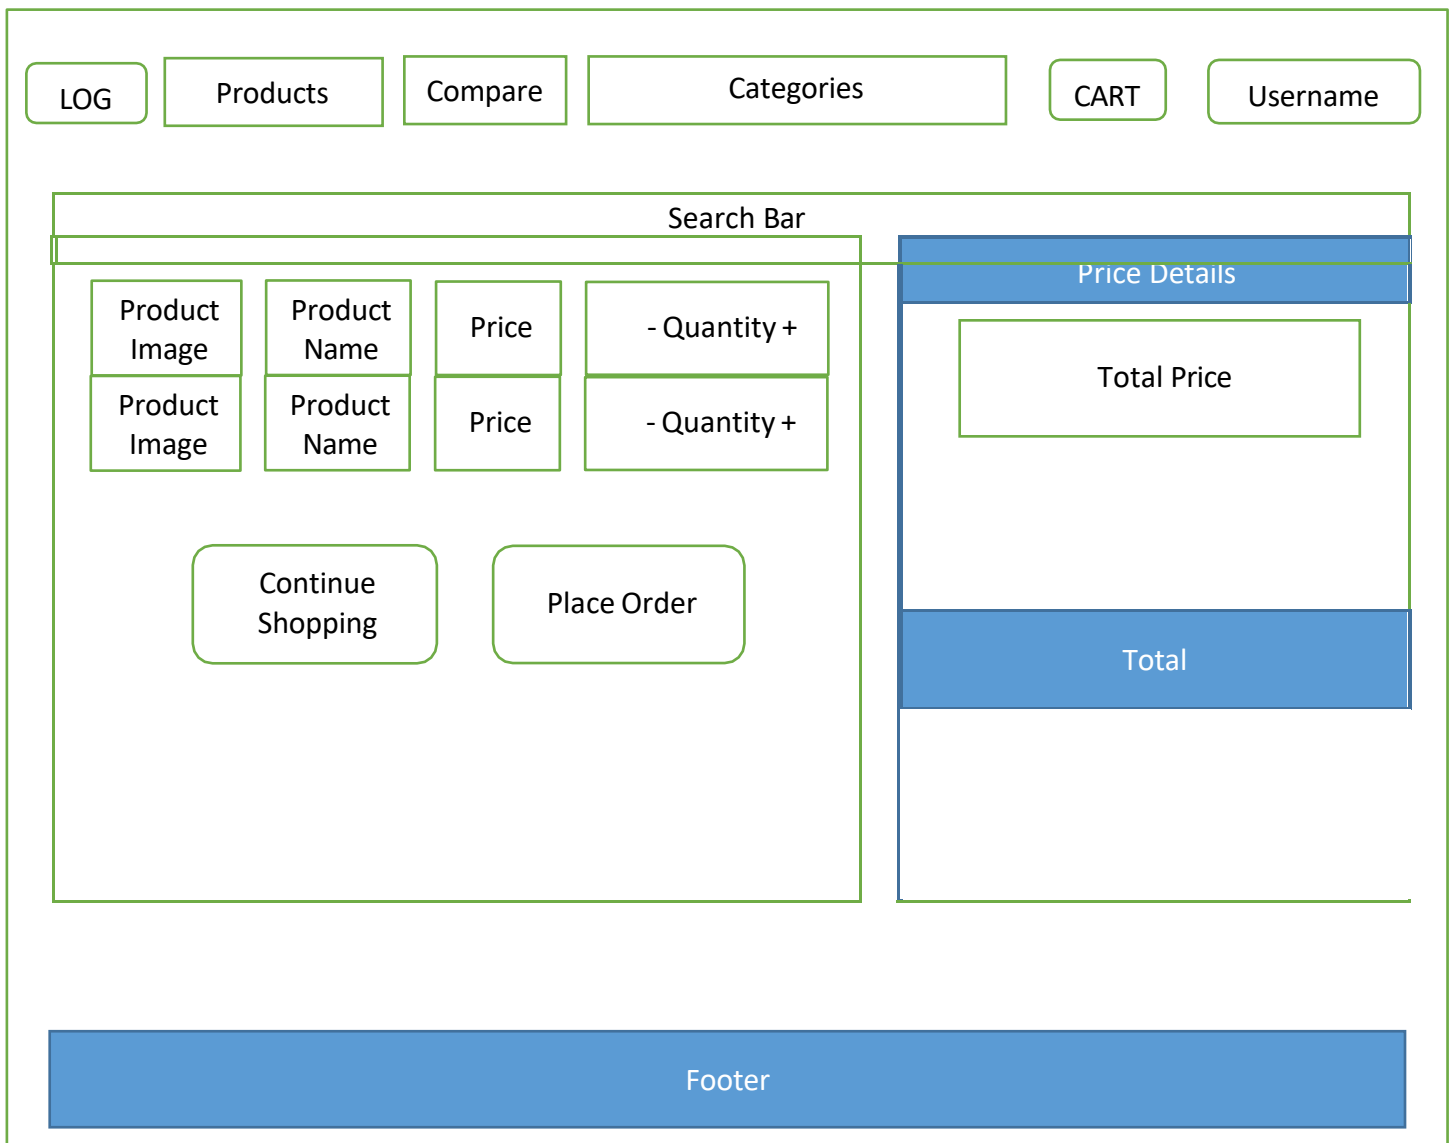 LOG
Products
Compare
Categories
CART
Username
Search Bar
Product
Image
Product
Name
Price
- Quantity +
Product
Image
Product
Name
Price
- Quantity +
Continue
Shopping
Place Order
Price Details
Total Price
Total
Footer